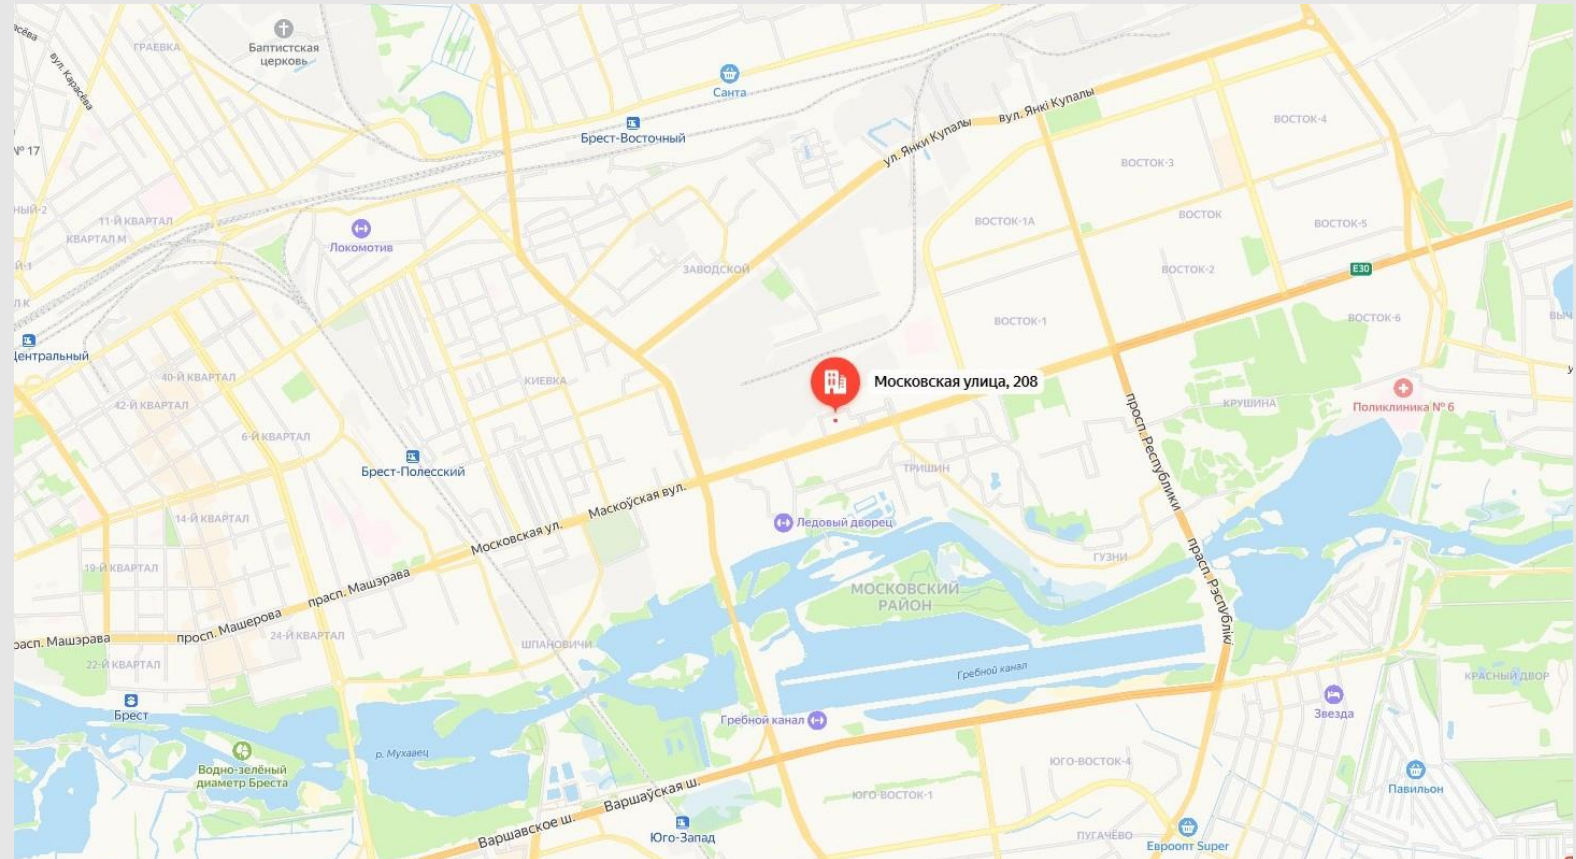 ГРАЕВКА
Баптистская
церковь
вул. Карасёва
Санта
Брест-Восточный
ул. Янки Купалы
вул. Янкі Купалы
ВОСТОК-4
№ 17
ВОСТОК-3
11-Й КВАРТАЛ
КВАРТАЛ М
Локомотив
ВОСТОК-1А
ВОСТОК
ВОСТОК-5
ЗАВОДСКОЙ
ВОСТОК-2
E30
ВОСТОК-1
ВОСТОК-6
Центральный
40-Й КВАРТАЛ
42-Й КВАРТАЛ
КИЕВКА
Московская улица, 208
КРУШИНА
Поликлиника № 6
6-Й КВАРТАЛ
Брест-Полесский
ТРИШИН
просп. Республики
Маскоўская вул.
Московская ул.
14-Й КВАРТАЛ
Ледовый дворец
ГУЗНИ
прасп. Рэспублікі
19-Й КВАРТАЛ
прасп. Машэрава
МОСКОВСКИЙ
РАЙОН
просп. Машерова
расп. Машэрава
24-Й КВАРТАЛ
ШПАНОВИЧИ
22-Й КВАРТАЛ
Гребной канал
КРАСНЫЙ ДВОР
Брест
Гребной канал
Звезда
р. Мухавец
Водно-зелёный
диаметр Бреста
ЮГО-ВОСТОК-4
Павильон
Варшаўская ш.
ЮГО-ВОСТОК-1
Варшавское ш.
Юго-Запад
ПУГАЧЁВО
Евроопт Super